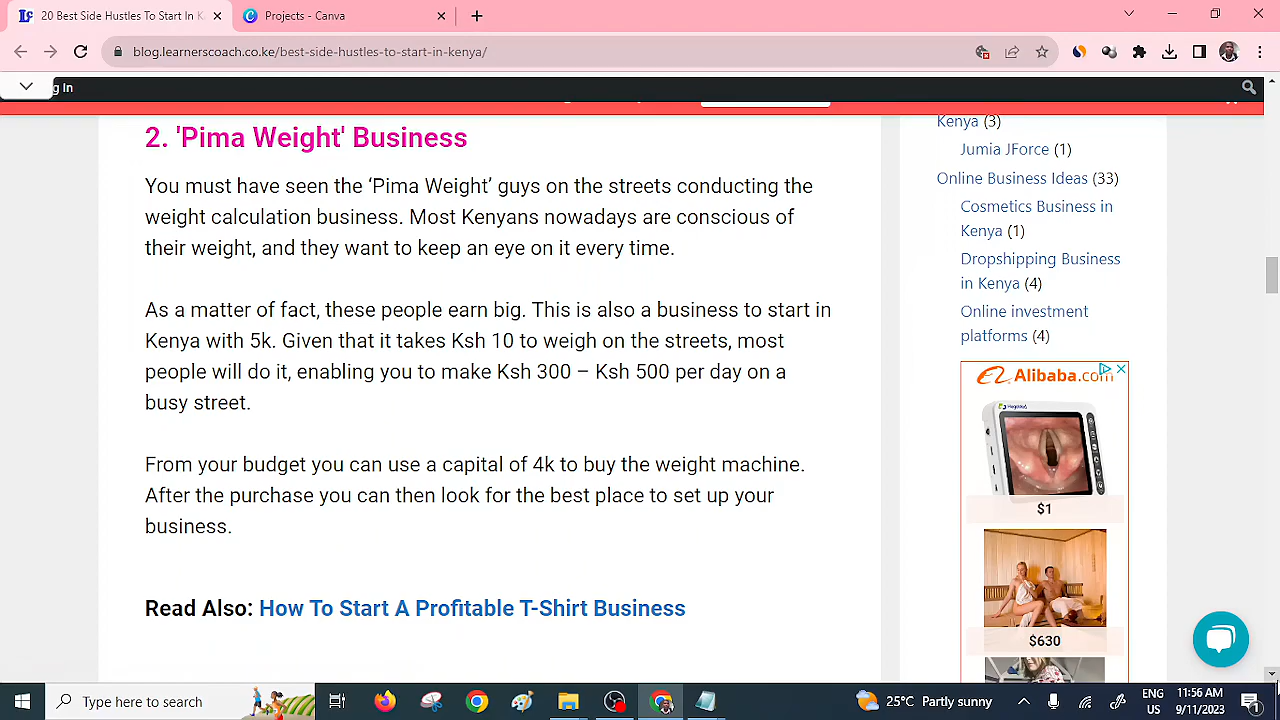 20 Best Side Hustles To Start In K
Projects - Canva
blog.learnerscoach.co.ke/best-side-hustles-to-start-in-kenya/
g In
2. 'Pima Weight' Business
You must have seen the ‘Pima Weight’ guys on the streets conducting the
weight calculation business. Most Kenyans nowadays are conscious of
their weight, and they want to keep an eye on it every time.
As a matter of fact, these people earn big. This is also a business to start in
Kenya with 5k. Given that it takes Ksh 10 to weigh on the streets, most
people will do it, enabling you to make Ksh 300 – Ksh 500 per day on a
busy street.
From your budget you can use a capital of 4k to buy the weight machine.
After the purchase you can then look for the best place to set up your
business.
Read Also: How To Start A Profitable T-Shirt Business
Kenya (3)
Jumia JForce (1)
Online Business Ideas (33)
Cosmetics Business in
Kenya (1)
Dropshipping Business
in Kenya (4)
Online investment
platforms (4)
Alibaba.com
$1
$630
Type here to search
25°C Partly sunny
ENG
US
11:56 AM
9/11/2023
1